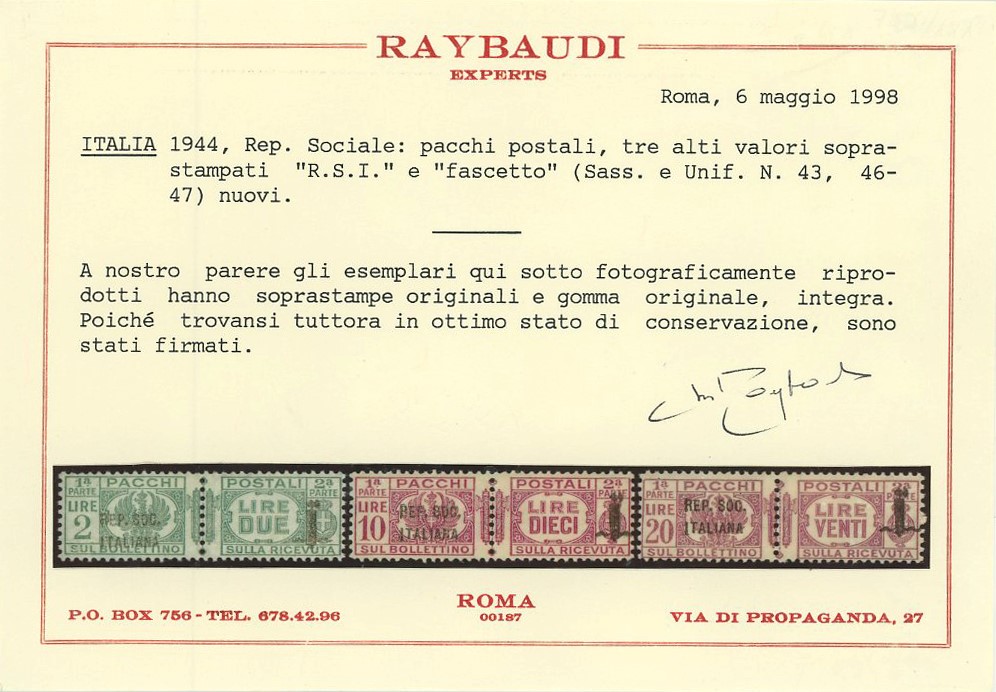 RAYBAUDI
EXPERTS
Roma, 6 maggio 1998
ITALIA 1944, Rep. Sociale: pacchi postali, tre alti valori sopra-
stampati "R.S.I." e "fascetto" (Sass. e Unif. N. 43, 46-
47) nuovi.
A nostro parere gli esemplari qui sotto fotograficamente ripro-
dotti hanno soprastampe originali e gomma originale, integra.
Poiché trovansi tuttora in ottimo stato di conservazione, sono
stati firmati.
1ª PARTE PACCHI POSTALI 2ª PARTE
LIRE 2 REP. SOC. ITALIANA LIRE DUE
SUL BOLLETTINO SULLA RICEVUTA
1ª PARTE PACCHI POSTALI 2ª PARTE
LIRE 10 REP. SOC. ITALIANA LIRE DIECI
SUL BOLLETTINO SULLA RICEVUTA
1ª PARTE PACCHI POSTALI 2ª PARTE
LIRE 20 REP. SOC. ITALIANA LIRE VENTI
SUL BOLLETTINO SULLA RICEVUTA
P.O. BOX 756 - TEL. 678.42.96
ROMA
00187
VIA DI PROPAGANDA, 27